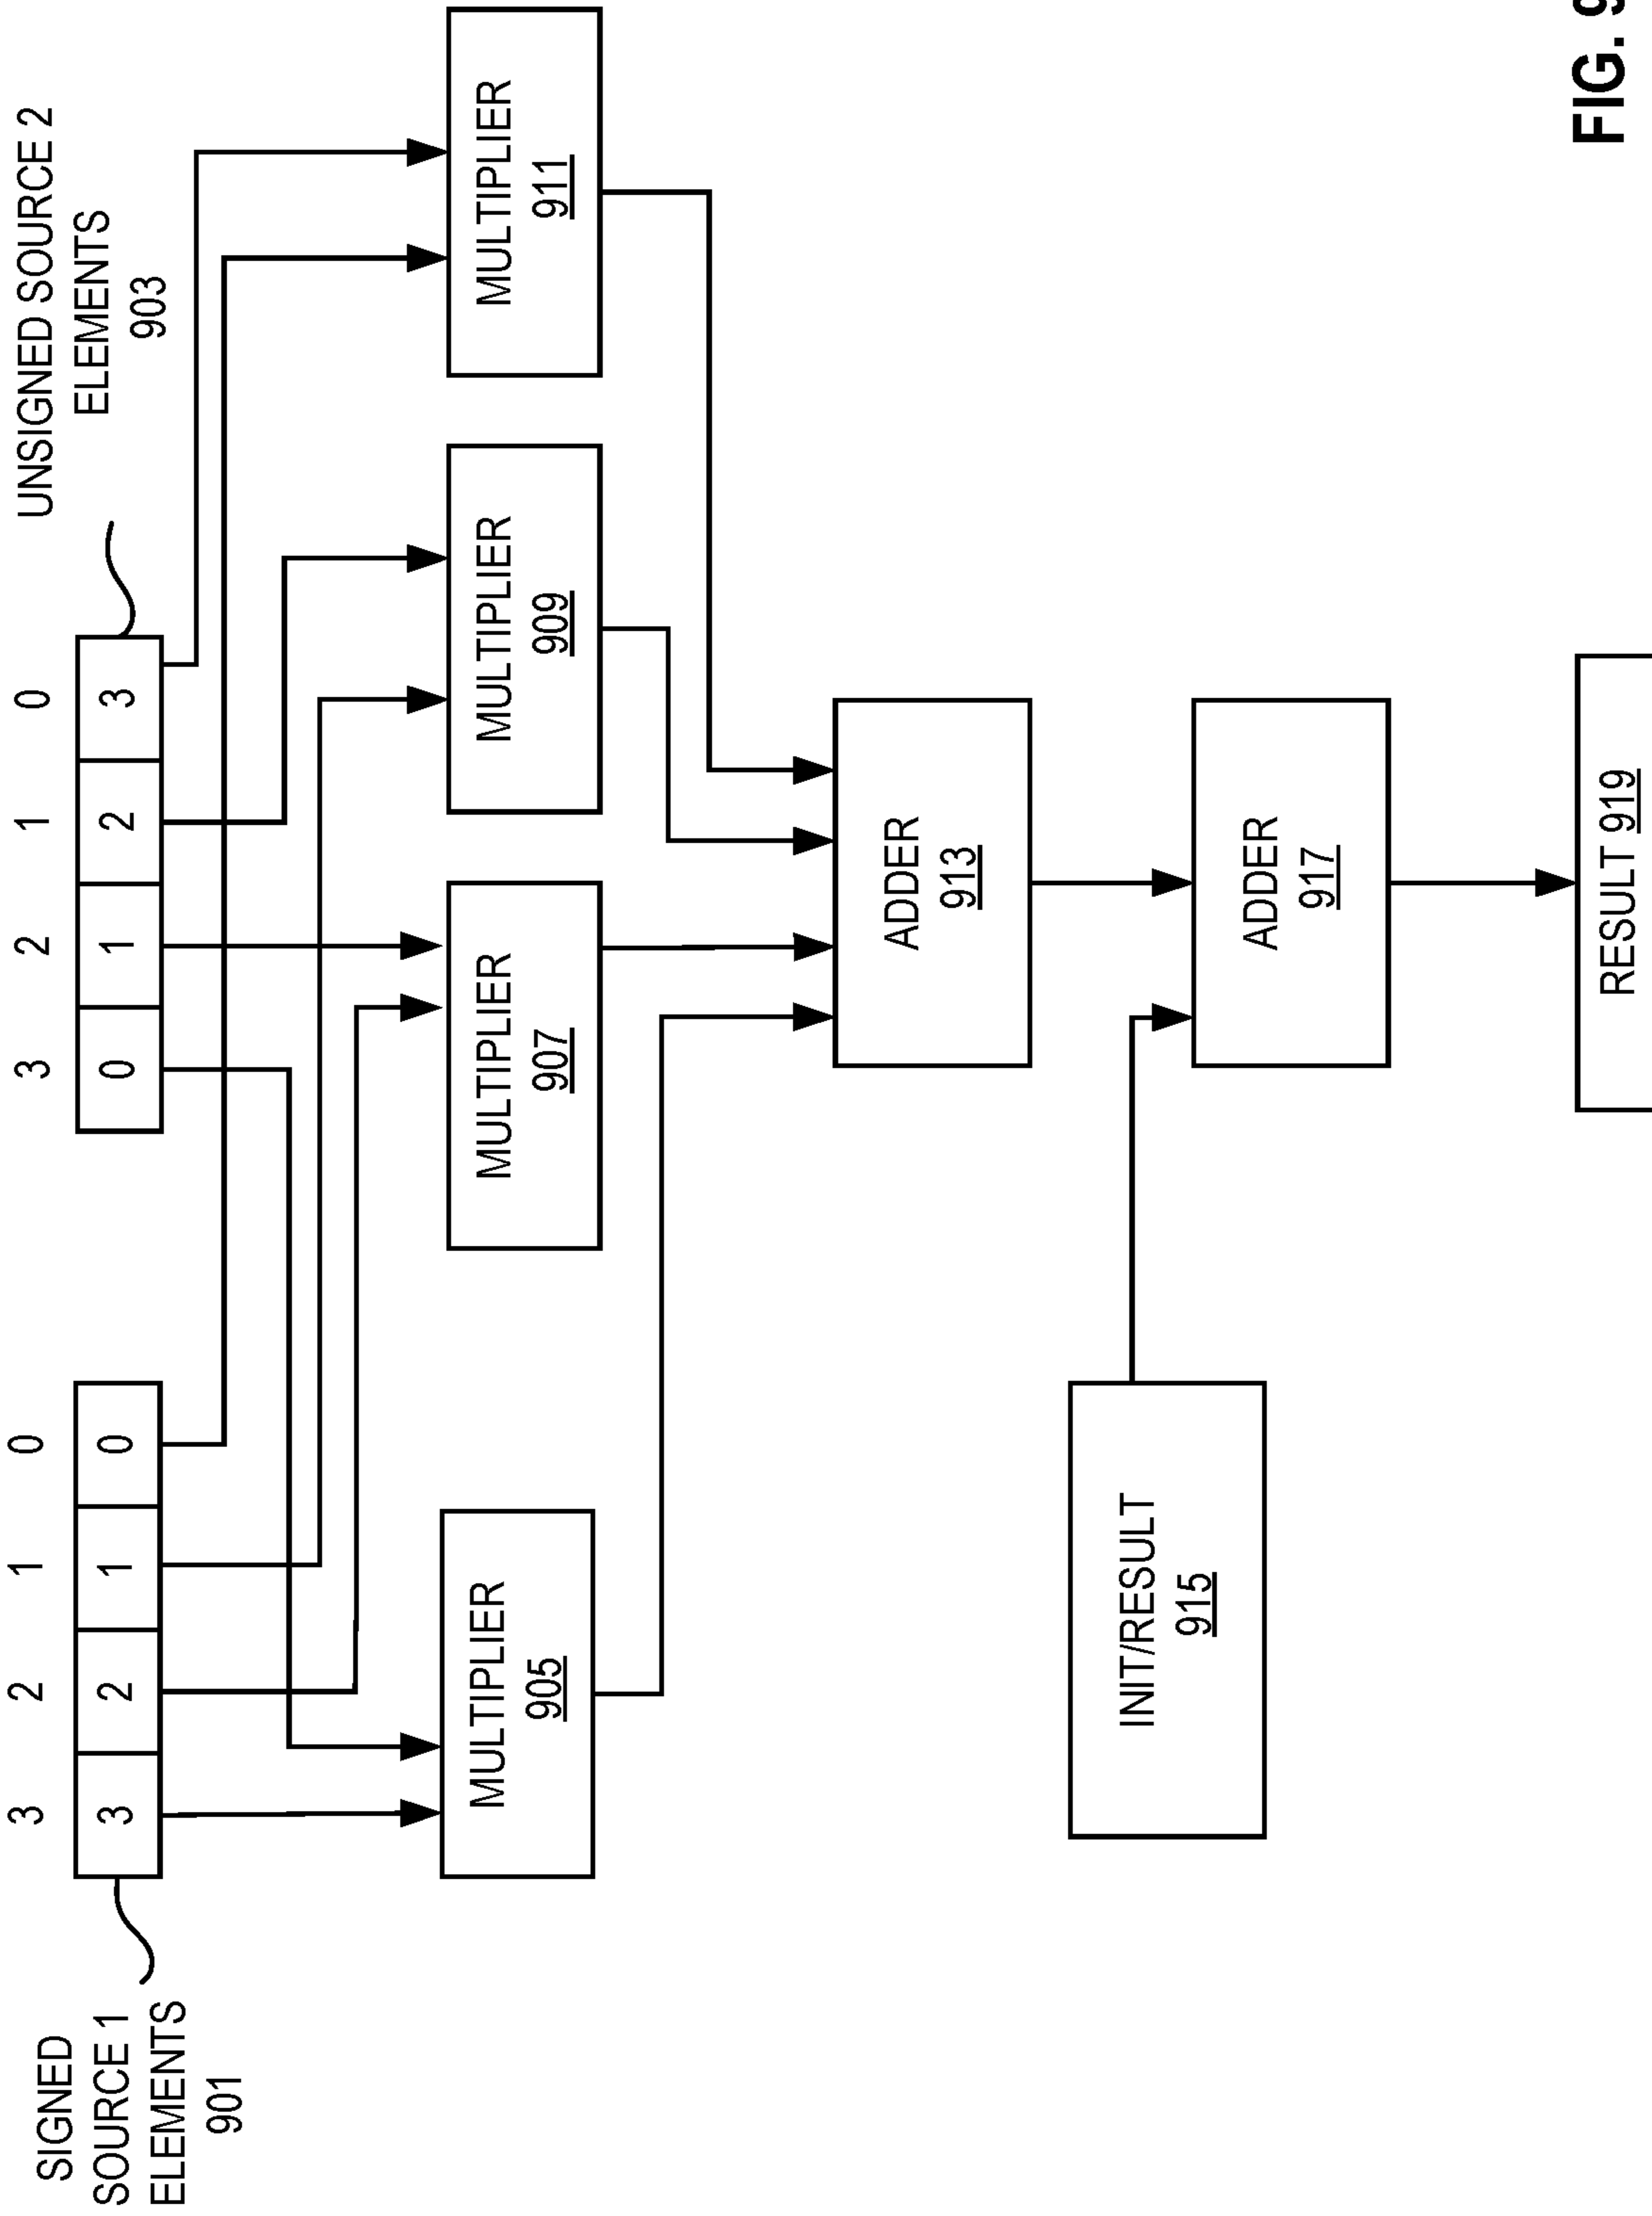 SIGNED
SOURCE 1
ELEMENTS
901
3 2 1 0
3 2 1 0
UNSIGNED SOURCE 2
ELEMENTS
903
3 2 1 0
0 1 2 3
MULTIPLIER
905
MULTIPLIER
907
MULTIPLIER
909
MULTIPLIER
911
ADDER
913
INIT/RESULT
915
ADDER
917
RESULT 919
FIG. 9